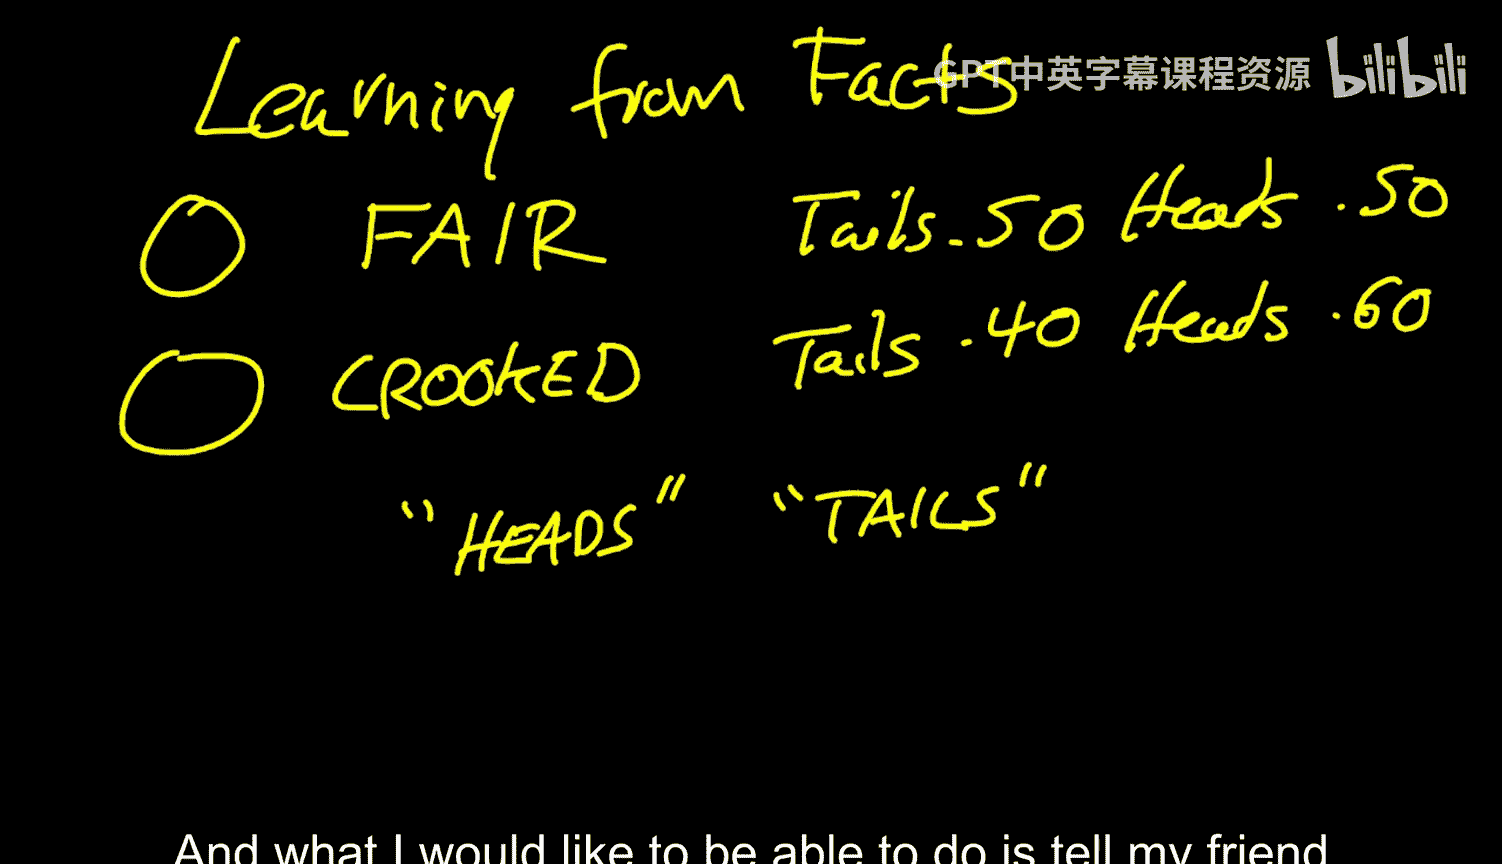 Learning from Facts
GPT中英字幕课程资源 bilibili
FAIR Tails .50 Heads .50
CROOKED Tails .40 Heads .60
"HEADS" "TAILS"
And what I would like to be able to do is tell my friend